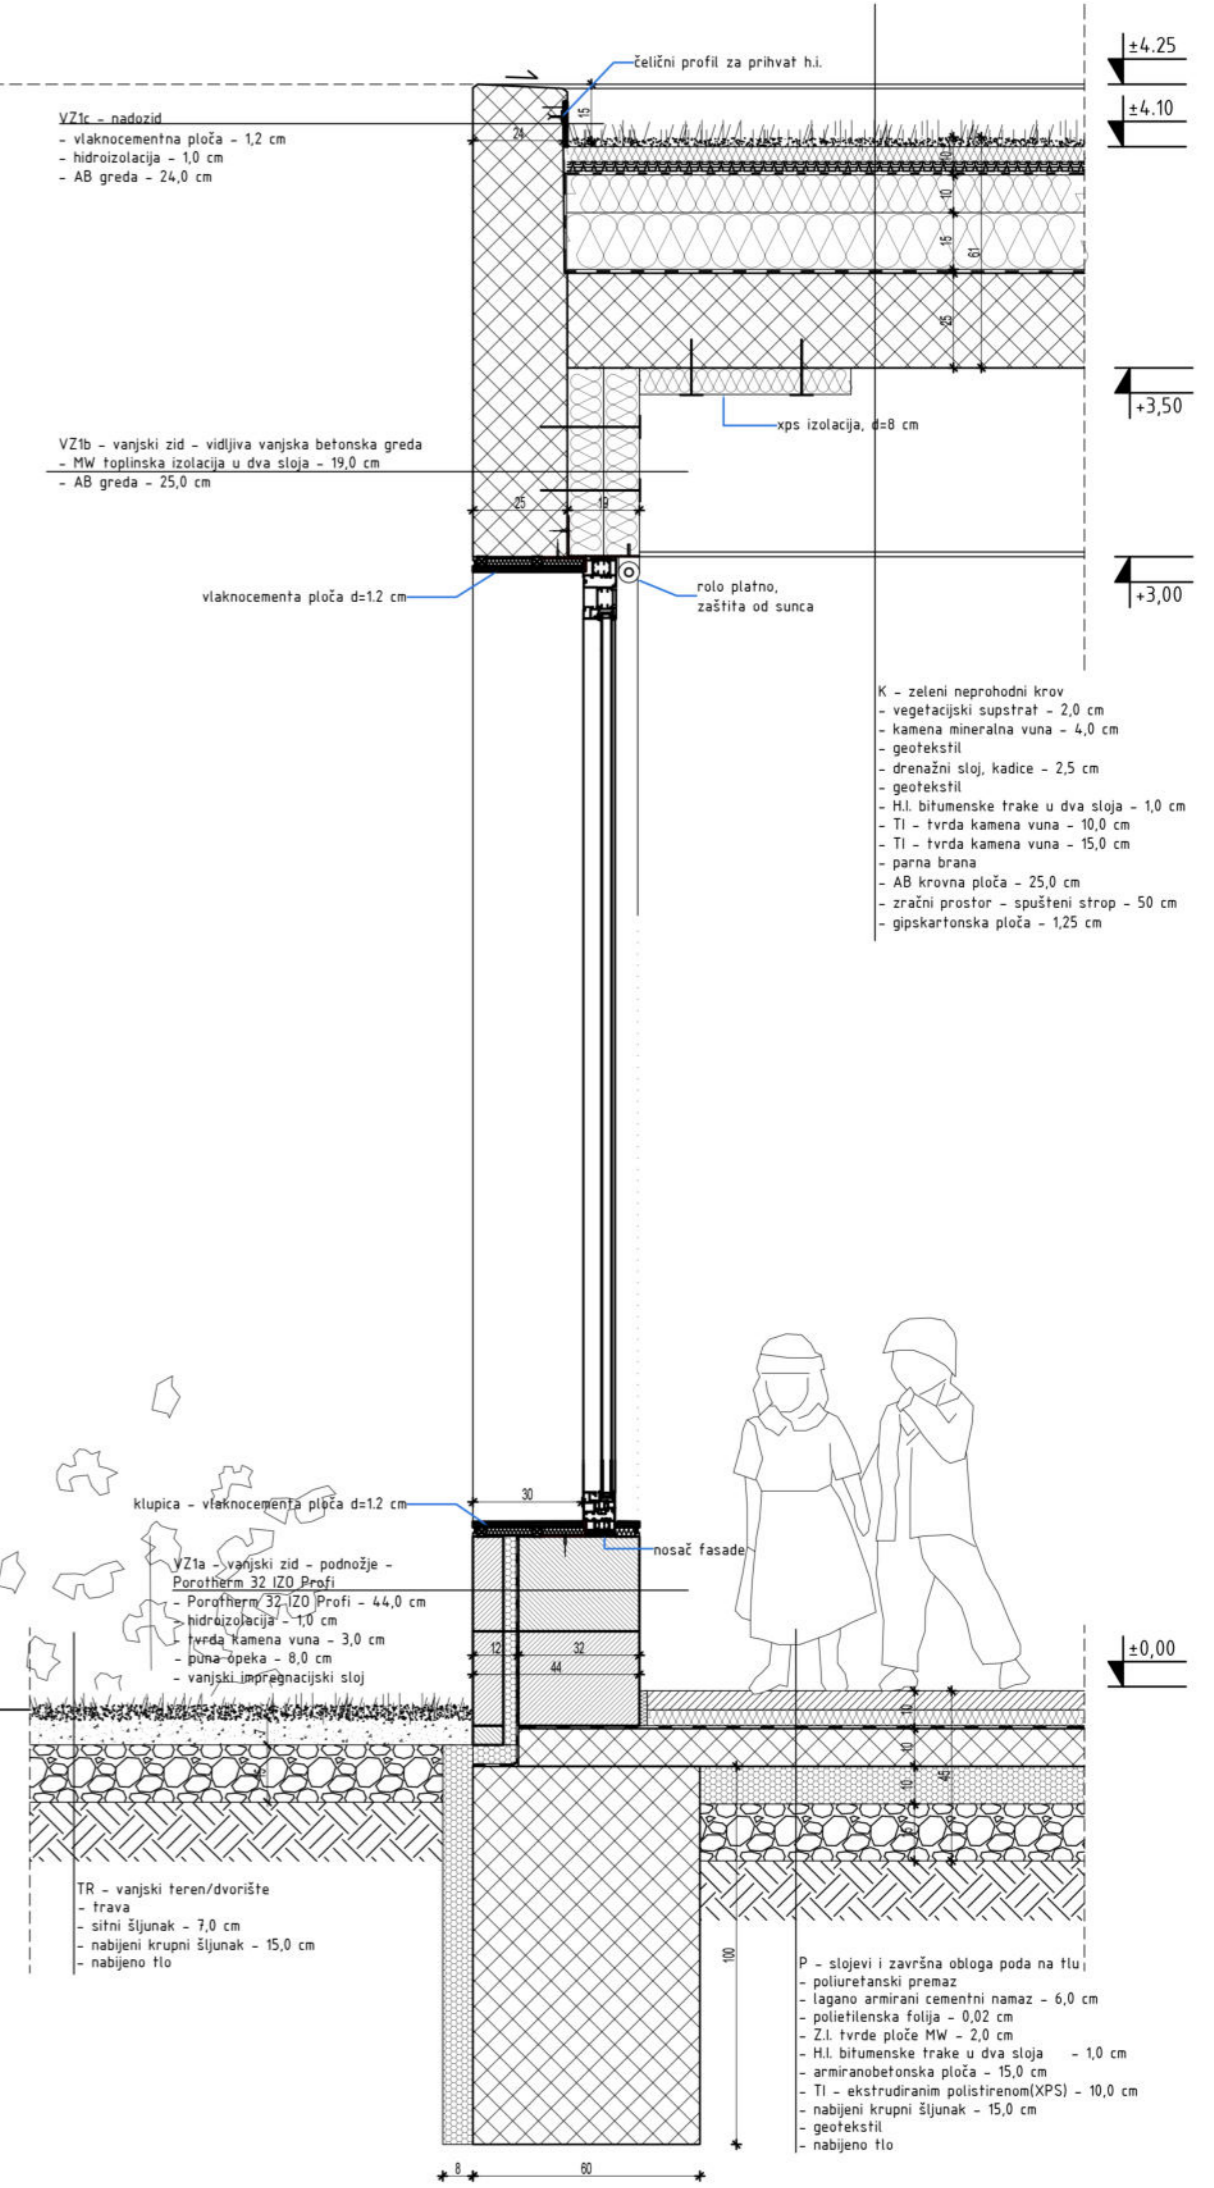 čelični profil za prihvat h.i.
±4.25
±4.10
VZ1c - nadozid
- vlaknocementna ploča - 1,2 cm
- hidroizolacija - 1,0 cm
- AB greda - 24,0 cm
24
15
10
10
15
61
25
+3,50
xps izolacija, d=8 cm
VZ1b - vanjski zid - vidljiva vanjska betonska greda
- MW toplinska izolacija u dva sloja - 19,0 cm
- AB greda - 25,0 cm
25
19
+3,00
vlaknocementa ploča d=1.2 cm
rolo platno,
zaštita od sunca
K - zeleni neprohodni krov
- vegetacijski supstrat - 2,0 cm
- kamena mineralna vuna - 4,0 cm
- geotekstil
- drenažni sloj, kadice - 2,5 cm
- geotekstil
- H.I. bitumenske trake u dva sloja - 1,0 cm
- TI - tvrda kamena vuna - 10,0 cm
- TI - tvrda kamena vuna - 15,0 cm
- parna brana
- AB krovna ploča - 25,0 cm
- zračni prostor - spušteni strop - 50 cm
- gipskartonska ploča - 1,25 cm
30
klupica - vlaknocementa ploča d=1.2 cm
nosač fasade
VZ1a - vanjski zid - podnožje -
Porotherm 32 IZO Profi
- Porotherm 32 IZO Profi - 44,0 cm
- hidroizolacija - 1,0 cm
- tvrda kamena vuna - 3,0 cm
- puna opeka - 8,0 cm
- vanjski impregnacijski sloj
12
32
44
±0,00
7
15
10
10
10
15
45
TR - vanjski teren/dvorište
- trava
- sitni šljunak - 7,0 cm
- nabijeni krupni šljunak - 15,0 cm
- nabijeno tlo
100
P - slojevi i završna obloga poda na tlu
- poliuretanski premaz
- lagano armirani cementni namaz - 6,0 cm
- polietilenska folija - 0,02 cm
- Z.I. tvrde ploče MW - 2,0 cm
- H.I. bitumenske trake u dva sloja - 1,0 cm
- armiranobetonska ploča - 15,0 cm
- TI - ekstrudiranim polistirenom(XPS) - 10,0 cm
- nabijeni krupni šljunak - 15,0 cm
- geotekstil
- nabijeno tlo
8
60